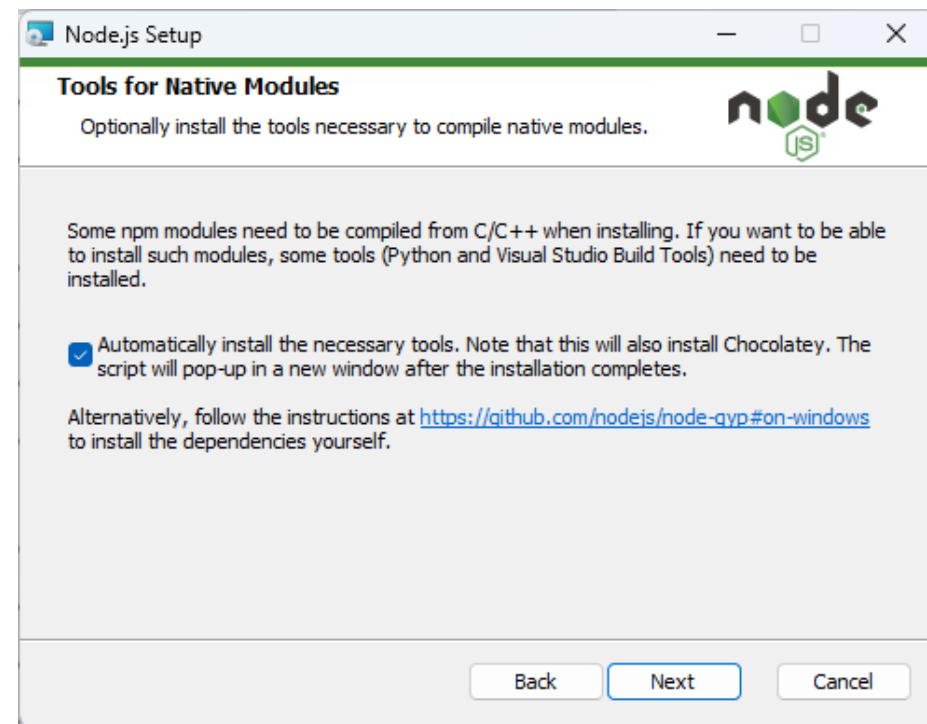 Node.js Setup
Tools for Native Modules
Optionally install the tools necessary to compile native modules.
node
JS
Some npm modules need to be compiled from C/C++ when installing. If you want to be able
to install such modules, some tools (Python and Visual Studio Build Tools) need to be
installed.
Automatically install the necessary tools. Note that this will also install Chocolatey. The
script will pop-up in a new window after the installation completes.
Alternatively, follow the instructions at https://github.com/nodejs/node-gyp#on-windows
to install the dependencies yourself.
Back
Next
Cancel